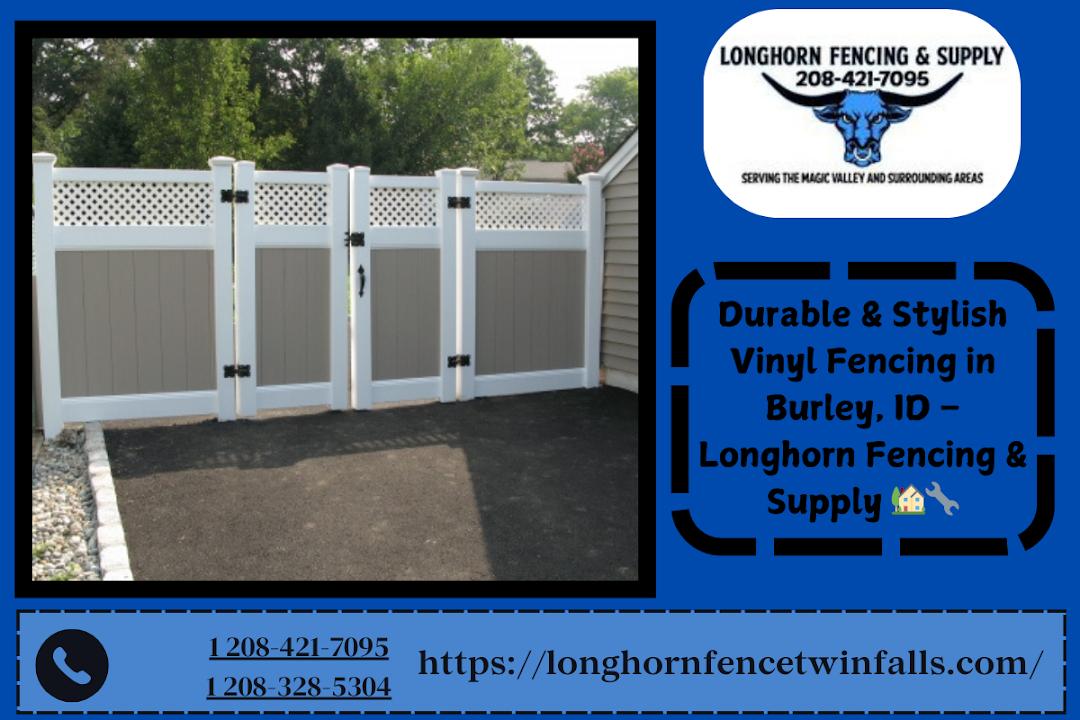 LONGHORN FENCING & SUPPLY
208-421-7095
SERVING THE MAGIC VALLEY AND SURROUNDING AREAS
Durable & Stylish
Vinyl Fencing in
Burley, ID –
Longhorn Fencing &
Supply 🏡🔧
1 208-421-7095
1 208-328-5304
https://longhornfencetwinfalls.com/